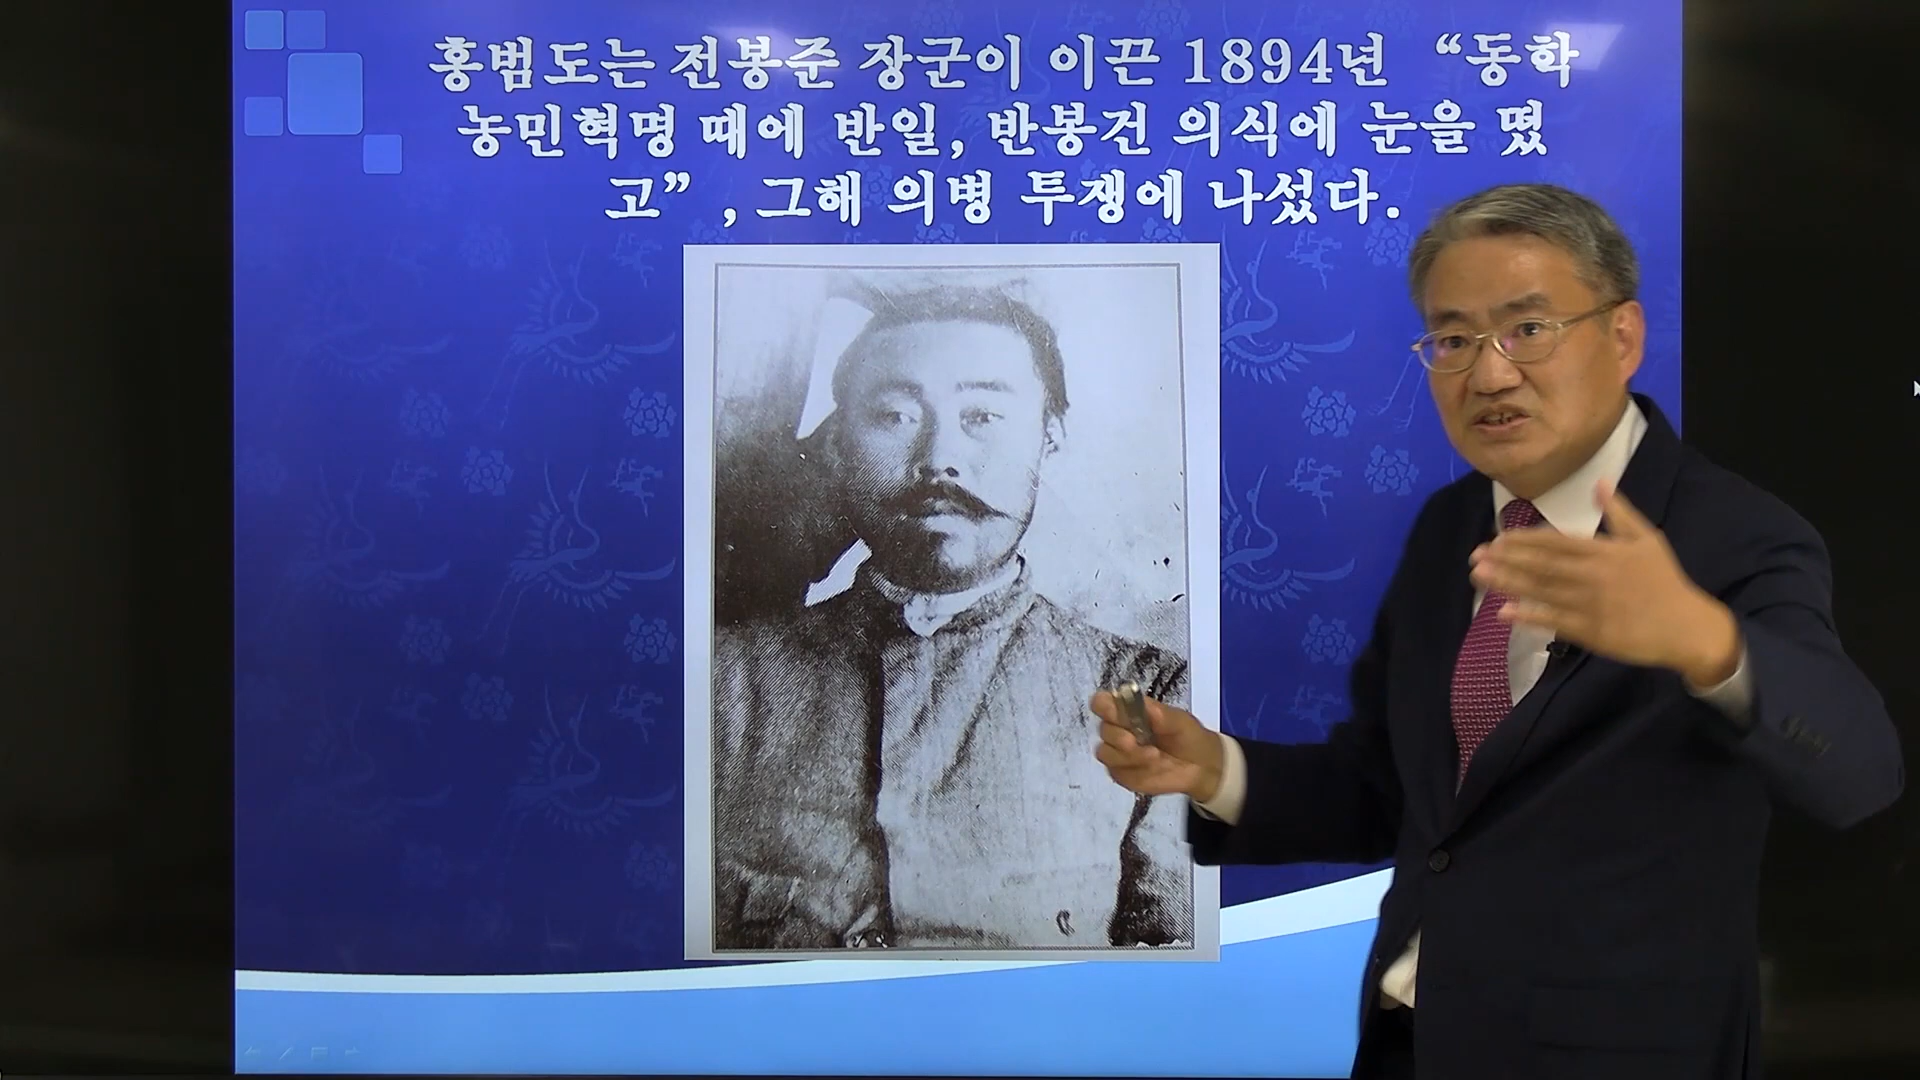 홍범도는 전봉준 장군이 이끈 1894년 “동학
농민혁명 때에 반일, 반봉건 의식에 눈을 떴
고”, 그해 의병 투쟁에 나섰다.